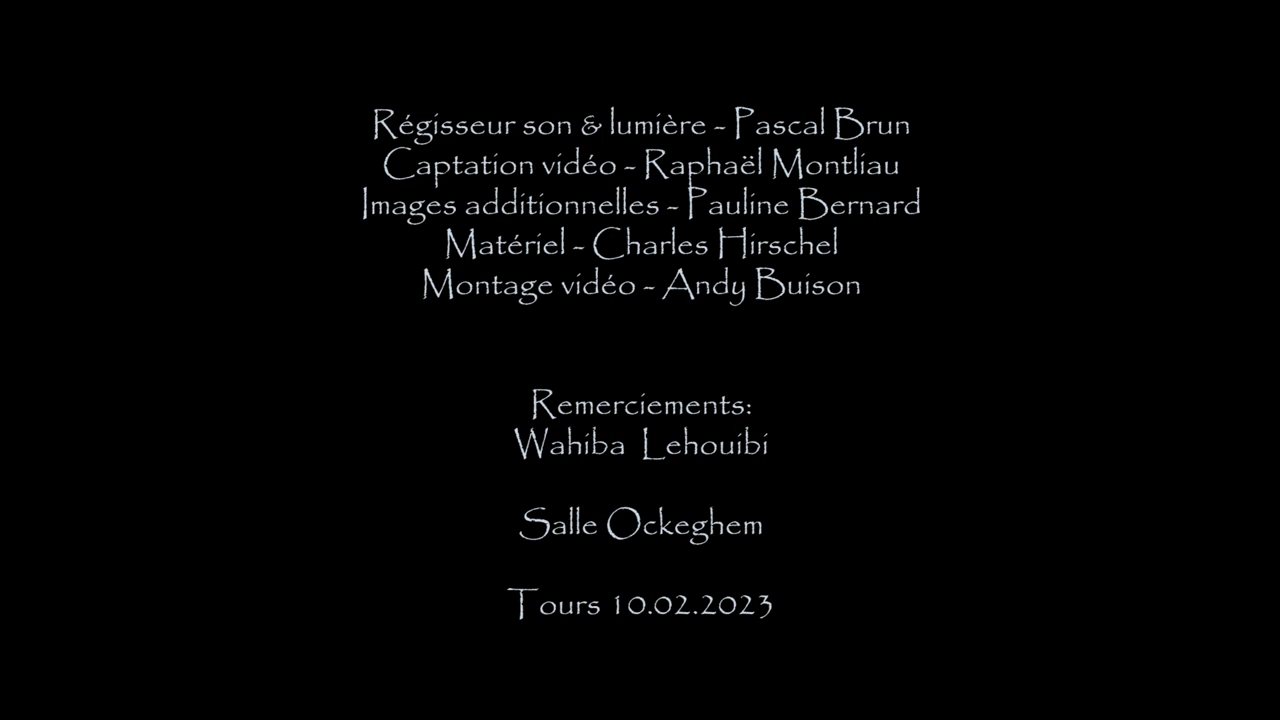 Régisseur son & lumière - Pascal Brun
Captation vidéo - Raphaël Montliau
Images additionnelles - Pauline Bernard
Matériel - Charles Hirschel
Montage vidéo - Andy Buison
Remerciements:
Wahiba Lehouibi
Salle Ockeghem
Tours 10.02.2023